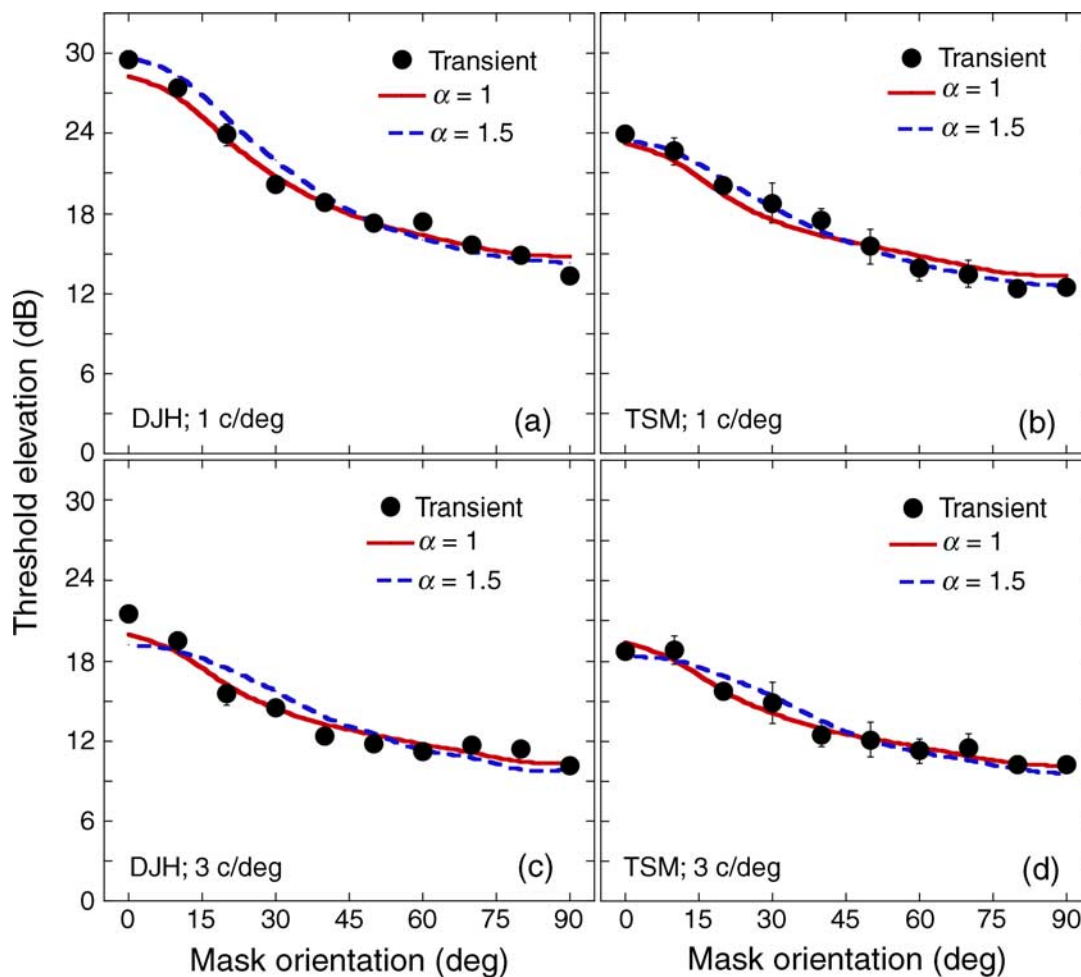 Threshold elevation (dB)
30
24
18
12
6
0
Transient
α = 1
α = 1.5
DJH; 1 c/deg
(a)
Transient
α = 1
α = 1.5
TSM; 1 c/deg
(b)
30
24
18
12
6
0
Transient
α = 1
α = 1.5
DJH; 3 c/deg
(c)
Transient
α = 1
α = 1.5
TSM; 3 c/deg
(d)
0 15 30 45 60 75 90
0 15 30 45 60 75 90
Mask orientation (deg)
Mask orientation (deg)